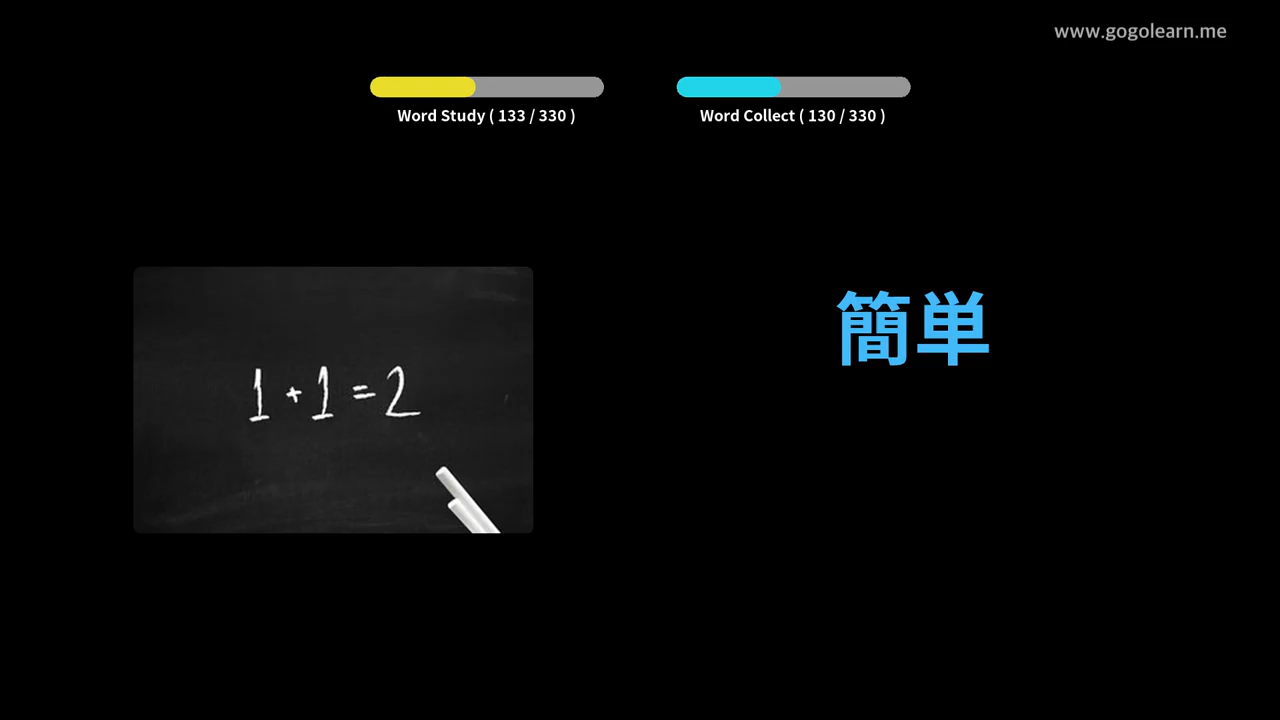 www.gogolearn.me
Word Study ( 133 / 330 )
Word Collect ( 130 / 330 )
簡単
1 + 1 = 2